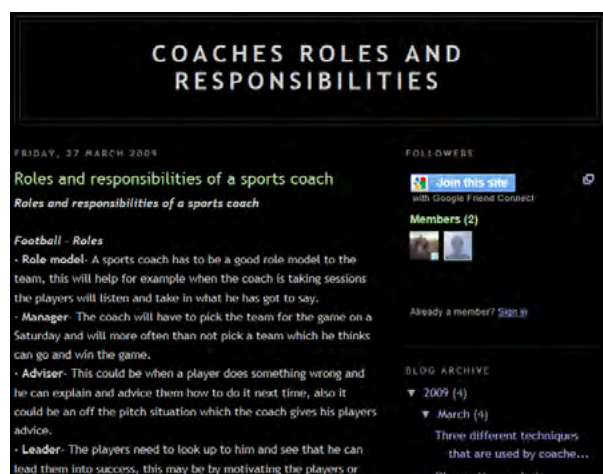 COACHES ROLES AND
RESPONSIBILITIES
FRIDAY, 27 MARCH 2009
Roles and responsibilities of a sports coach
Roles and responsibilities of a sports coach
Football - Roles
- Role model- A sports coach has to be a good role model to the
team, this will help for example when the coach is taking sessions
the players will listen and take in what he has got to say.
- Manager- The coach will have to pick the team for the game on a
Saturday and will more often than not pick a team which he thinks
can go and win the game.
- Adviser- This could be when a player does something wrong and
he can explain and advice them how to do it next time, also it
could be an off the pitch situation which the coach gives his players
advice.
- Leader- The players need to look up to him and see that he can
lead them into success, this may be by motivating the players or
FOLLOWERS
Join this site
with Google Friend Connect
Members (2)
Already a member? Sign in
BLOG ARCHIVE
▼ 2009 (4)
▼ March (4)
Three different techniques
that are used by coache...